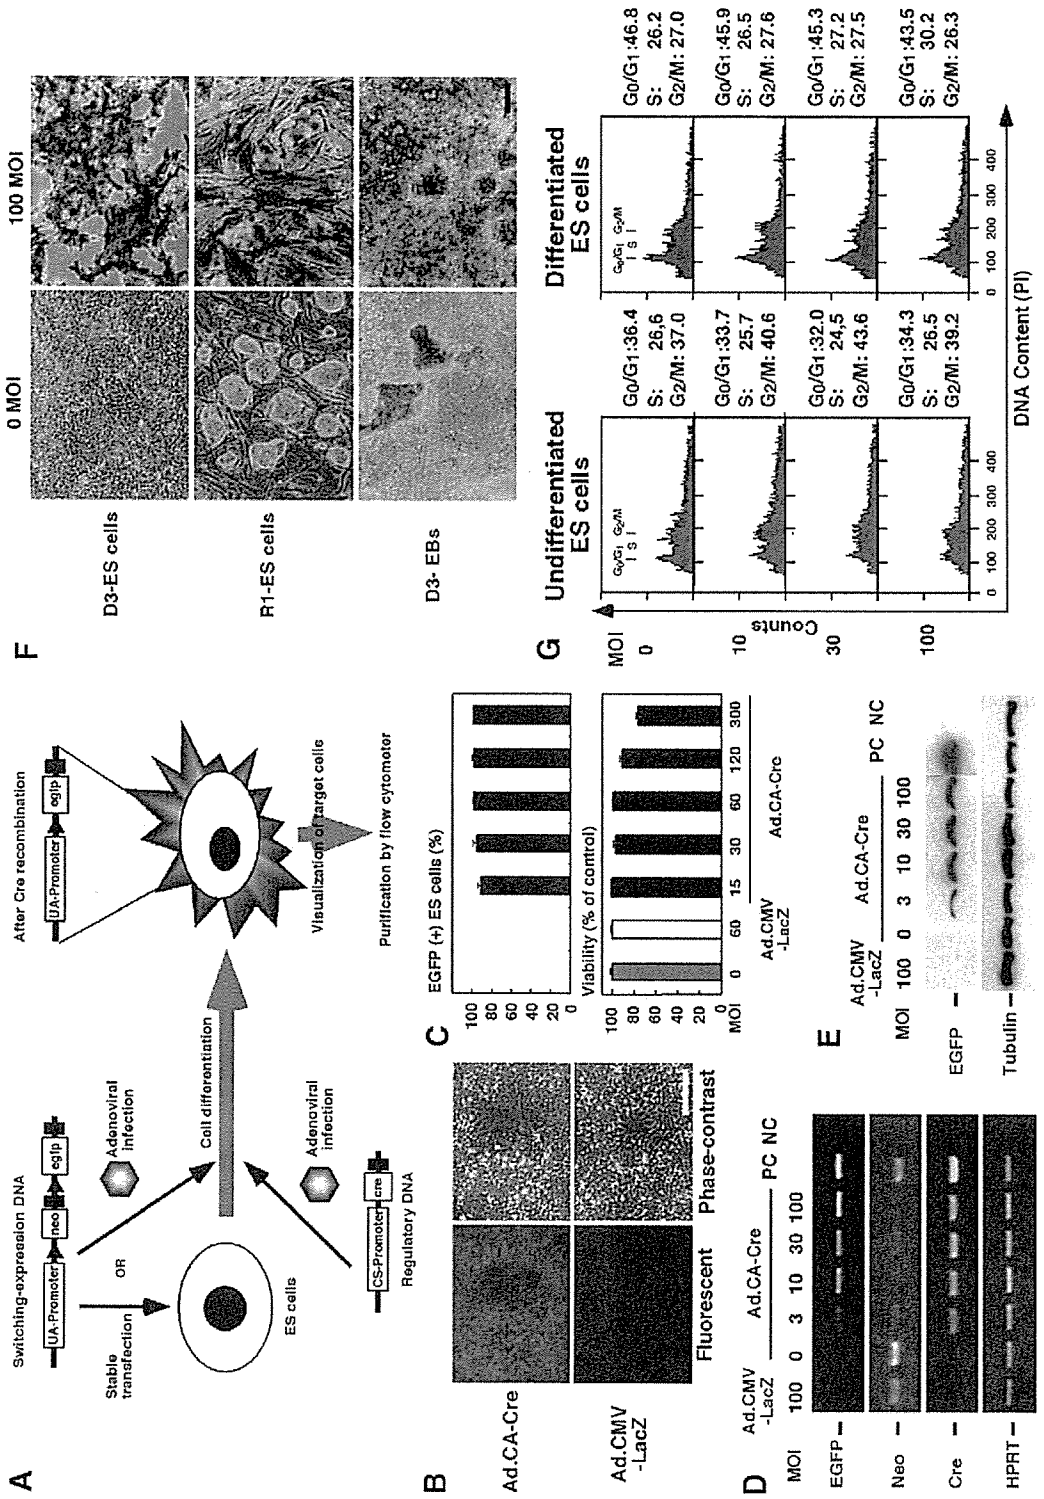 A
Switching-expression DNA
UA-Promoter neo egfp
Stable
transfection
OR
Adenoviral
infection
ES cells
Cell differentiation
Adenoviral
infection
CS-Promoter cre
Regulatory DNA
After Cre recombination
UA-Promoter egfp
Visualization of target cells
Purification by flow cytometer
B
Ad.CA-Cre
Ad.CMV
-LacZ
Fluorescent Phase-contrast
C
EGFP (+) ES cells (%)
100
80
60
40
20
0
Viability (% of control)
100
80
60
40
20
0
MOI 0 60 15 30 60 120 300
Ad.CMV
-LacZ
Ad.CA-Cre
D
Ad.CMV
-LacZ
Ad.CA-Cre
MOI 100 0 3 10 30 100 PC NC
EGFP
Neo
Cre
HPRT
E
Ad.CMV
-LacZ
Ad.CA-Cre
MOI 100 0 3 10 30 100 PC NC
EGFP
Tubulin
F
0 MOI 100 MOI
D3-ES cells
R1-ES cells
D3- EBs
G
Undifferentiated
ES cells
Differentiated
ES cells
MOI
0
G0/G1 S G2/M
G0/G1:36.4
S: 26,6
G2/M: 37.0
G0/G1 S G2/M
G0/G1:46.8
S: 26.2
G2/M: 27.0
10
G0/G1:33.7
S: 25.7
G2/M: 40.6
G0/G1:45.9
S: 26.5
G2/M: 27.6
30
G0/G1:32.0
S: 24,5
G2/M: 43.6
G0/G1:45.3
S: 27.2
G2/M: 27.5
100
G0/G1:34.3
S: 26.5
G2/M: 39.2
G0/G1:43.5
S: 30.2
G2/M: 26.3
Counts
0 100 200 300 400
0 100 200 300 400
DNA Content (PI)